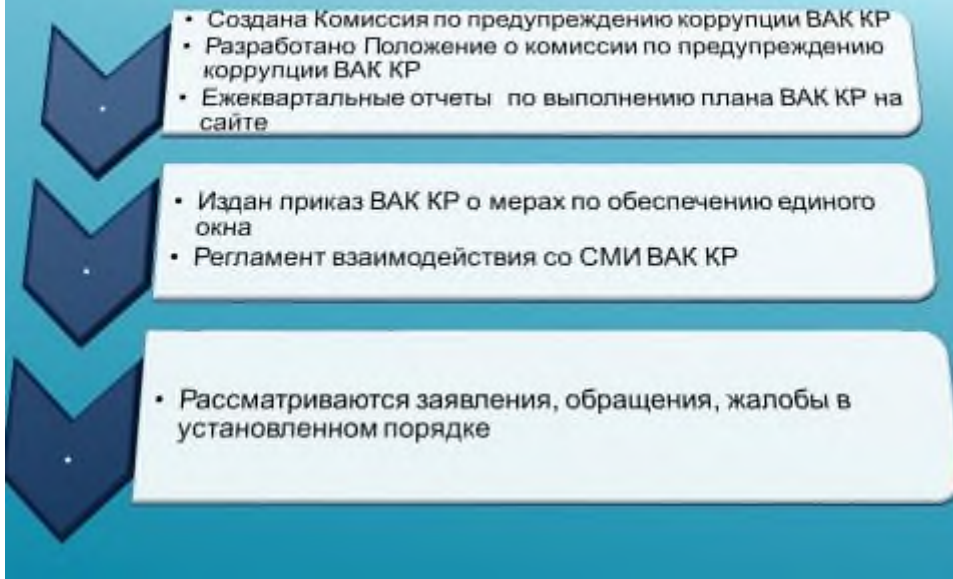 • Создана Комиссия по предупреждению коррупции ВАК КР
• Разработано Положение о комиссии по предупреждению
коррупции ВАК КР
• Ежеквартальные отчеты по выполнению плана ВАК КР на
сайте
• Издан приказ ВАК КР о мерах по обеспечению единого
окна
• Регламент взаимодействия со СМИ ВАК КР
• Рассматриваются заявления, обращения, жалобы в
установленном порядке